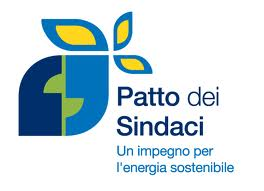 Patto dei
Sindaci
Un impegno per
l'energia sostenibile